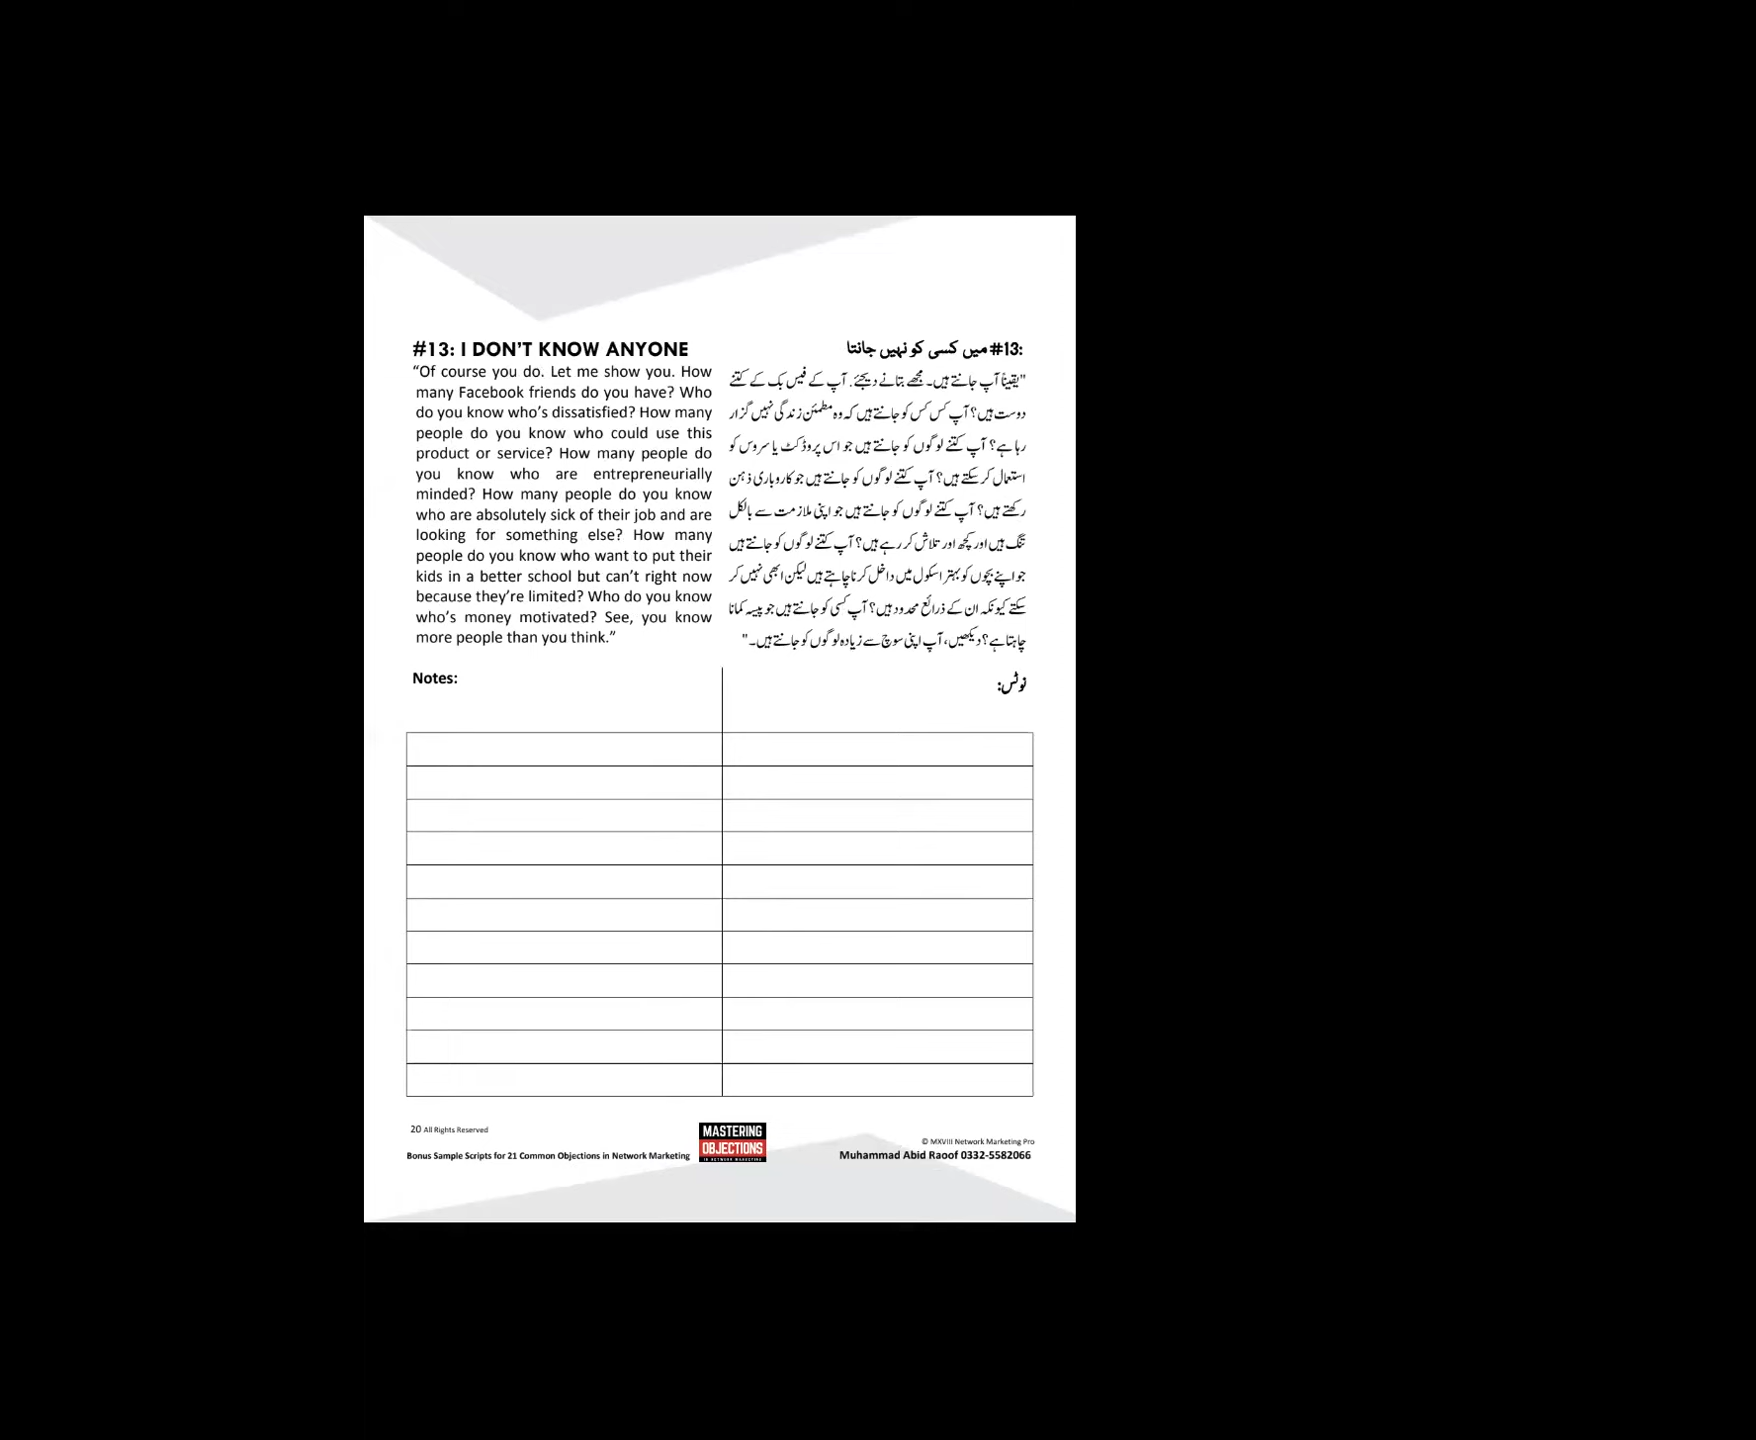 #13: I DON'T KNOW ANYONE
“Of course you do. Let me show you. How
many Facebook friends do you have? Who
do you know who's dissatisfied? How many
people do you know who could use this
product or service? How many people do
you know who are entrepreneurially
minded? How many people do you know
who are absolutely sick of their job and are
looking for something else? How many
people do you know who want to put their
kids in a better school but can't right now
because they're limited? Who do you know
who's money motivated? See, you know
more people than you think.”
#13: میں کسی کو نہیں جانتا
"یقیناً آپ جانتے ہیں۔ مجھے بتانے دیجئے. آپ کے فیس بک کے کتنے
دوست ہیں؟ آپ کس کس کو جانتے ہیں کہ وہ مطمئن زندگی نہیں گزار
رہا ہے؟ آپ کتنے لوگوں کو جانتے ہیں جو اس پروڈکٹ یا سروس کو
استعمال کر سکتے ہیں؟ آپ کتنے لوگوں کو جانتے ہیں جو کاروباری ذہن
رکھتے ہیں؟ آپ کتنے لوگوں کو جانتے ہیں جو اپنی ملازمت سے بالکل
تنگ ہیں اور کچھ اور تلاش کر رہے ہیں؟ آپ کتنے لوگوں کو جانتے ہیں
جو اپنے بچوں کو بہتر اسکول میں داخل کرنا چاہتے ہیں لیکن ابھی نہیں کر
سکتے کیونکہ ان کے ذرائع محدود ہیں؟ آپ کسی کو جانتے ہیں جو پیسہ کمانا
چاہتا ہے؟ دیکھیں، آپ اپنی سوچ سے زیادہ لوگوں کو جانتے ہیں۔"
Notes:
نوٹس:
20 All Rights Reserved
Bonus Sample Scripts for 21 Common Objections in Network Marketing
MASTERING
OBJECTIONS
IN NETWORK MARKETING
© MXVIII Network Marketing Pro
Muhammad Abid Raoof 0332-5582066